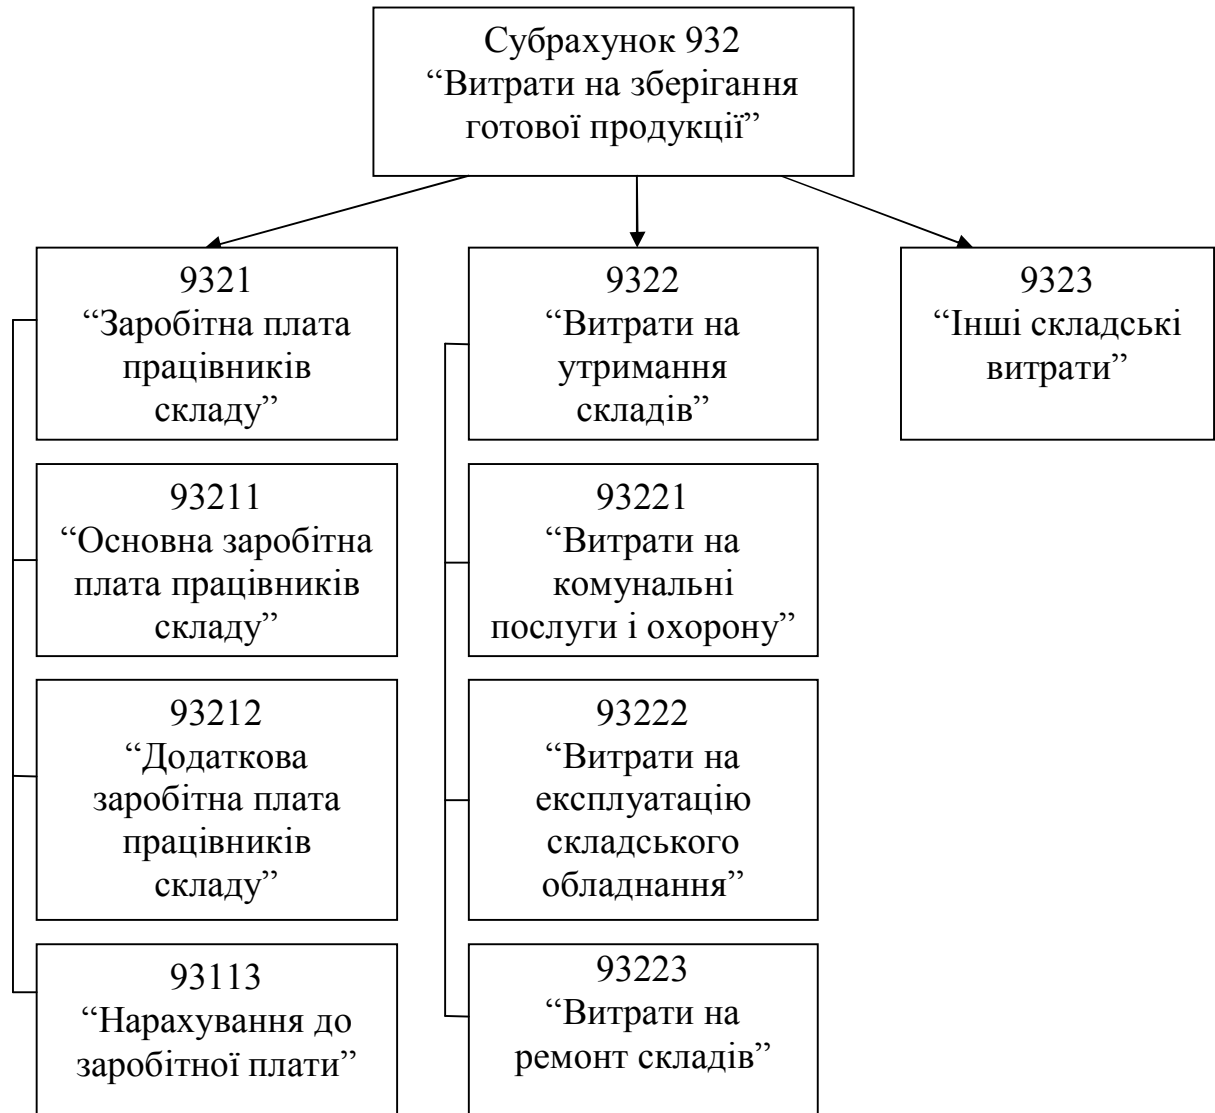 Субрахунок 932
“Витрати на зберігання
готової продукції”
9321
“Заробітна плата
працівників
складу”
93211
“Основна заробітна
плата працівників
складу”
93212
“Додаткова
заробітна плата
працівників
складу”
93113
“Нарахування до
заробітної плати”
9322
“Витрати на
утримання
складів”
93221
“Витрати на
комунальні
послуги і охорону”
93222
“Витрати на
експлуатацію
складського
обладнання”
93223
“Витрати на
ремонт складів”
9323
“Інші складські
витрати”